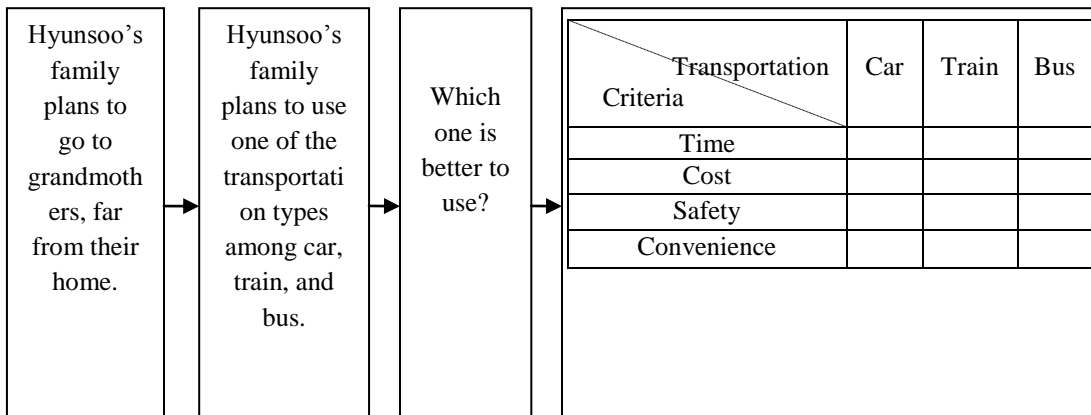 Hyunsoo’s
family
plans to
go to
grandmoth
ers, far
from their
home.
Hyunsoo’s
family
plans to use
one of the
transportati
on types
among car,
train, and
bus.
Which
one is
better to
use?
Transportation Car Train Bus
Criteria
Time
Cost
Safety
Convenience